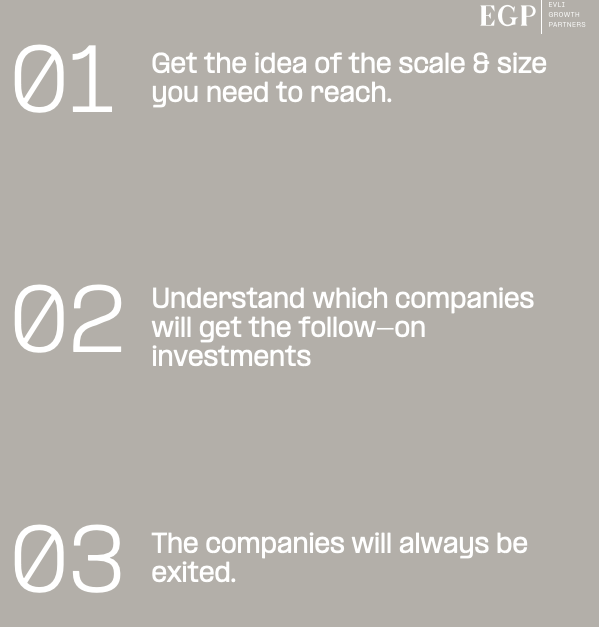 EGP
EVLI
GROWTH
PARTNERS
01
Get the idea of the scale & size
you need to reach.
02
Understand which companies
will get the follow—on
investments
03
The companies will always be
exited.